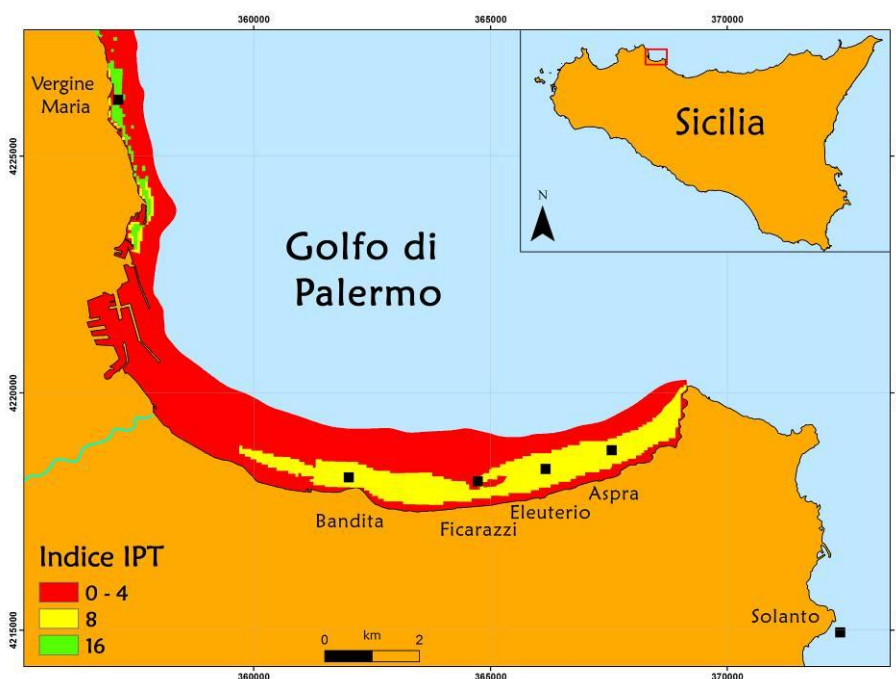 360000 365000 370000
Vergine
Maria
4225000
Sicilia
N
Golfo di
Palermo
4220000
Bandita
Ficarazzi
Eleuterio
Aspra
Indice IPT
0 - 4
8
16
0 km 2
Solanto
4215000
360000 365000 370000